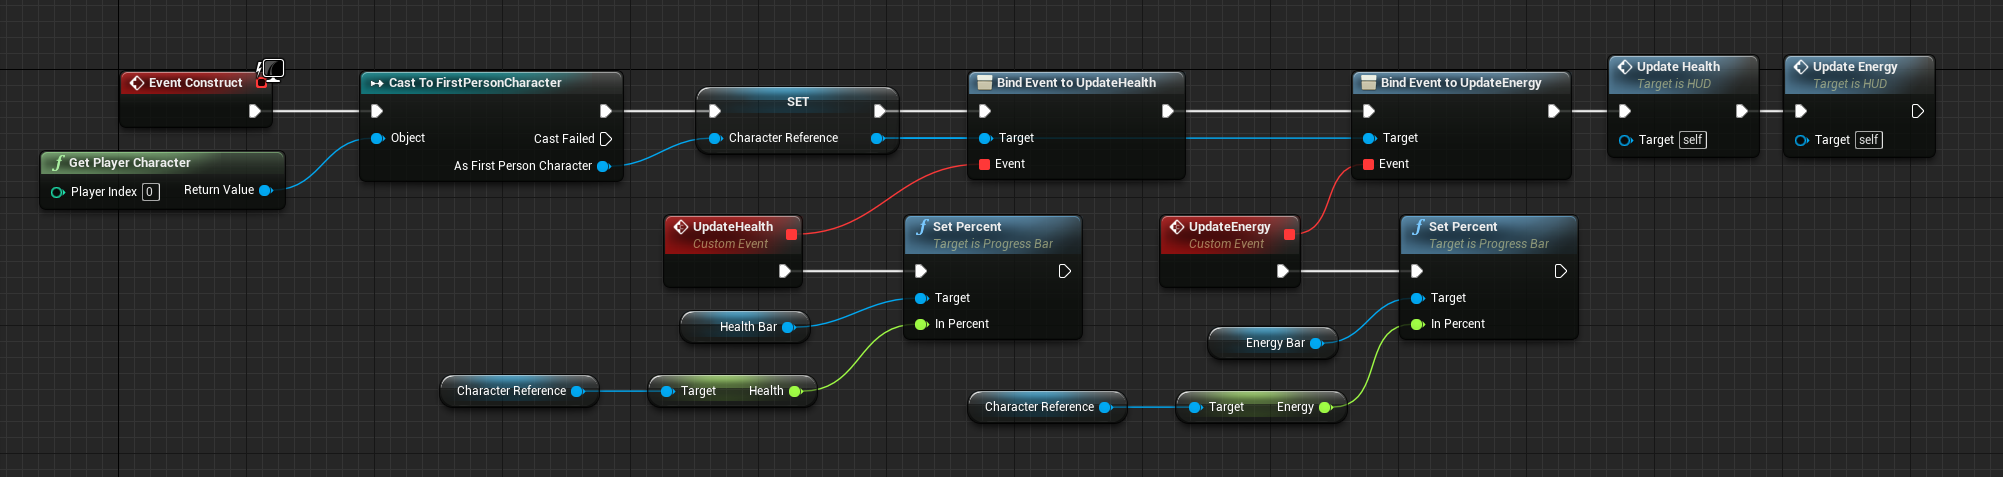 Event Construct
Get Player Character
Player Index 0 Return Value
Cast To FirstPersonCharacter
Object
Cast Failed
As First Person Character
SET
Character Reference
Bind Event to UpdateHealth
Target
Event
Bind Event to UpdateEnergy
Target
Event
Update Health
Target is HUD
Target self
Update Energy
Target is HUD
Target self
UpdateHealth
Custom Event
Set Percent
Target is Progress Bar
Target
In Percent
Health Bar
Character Reference
Target Health
UpdateEnergy
Custom Event
Set Percent
Target is Progress Bar
Target
In Percent
Energy Bar
Character Reference
Target Energy